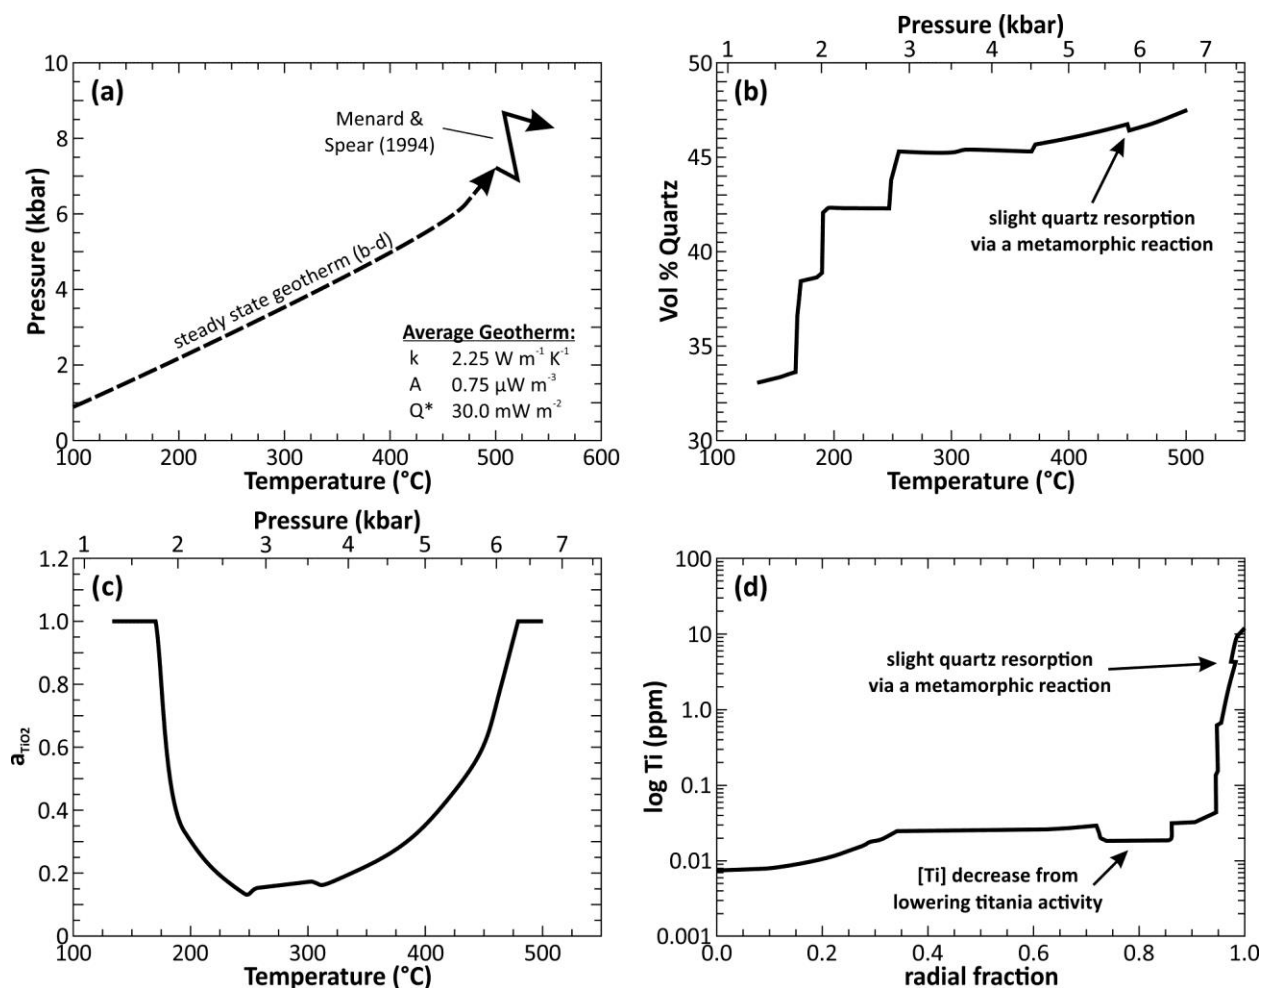 (a)
10
8
6
4
2
0
Pressure (kbar)
100 200 300 400 500 600
Temperature (°C)
Menard &
Spear (1994)
steady state geotherm (b-d)
Average Geotherm:
k 2.25 W m⁻¹ K⁻¹
A 0.75 μW m⁻³
Q* 30.0 mW m⁻²
Pressure (kbar)
1 2 3 4 5 6 7
(b)
50
45
40
35
30
Vol % Quartz
slight quartz resorption
via a metamorphic reaction
100 200 300 400 500
Temperature (°C)
Pressure (kbar)
1 2 3 4 5 6 7
(c)
1.2
1.0
0.8
0.6
0.4
0.2
0
aTiO2
100 200 300 400 500
Temperature (°C)
(d)
100
10
1.0
0.1
0.01
0.001
log Ti (ppm)
slight quartz resorption
via a metamorphic reaction
[Ti] decrease from
lowering titania activity
0.0 0.2 0.4 0.6 0.8 1.0
radial fraction